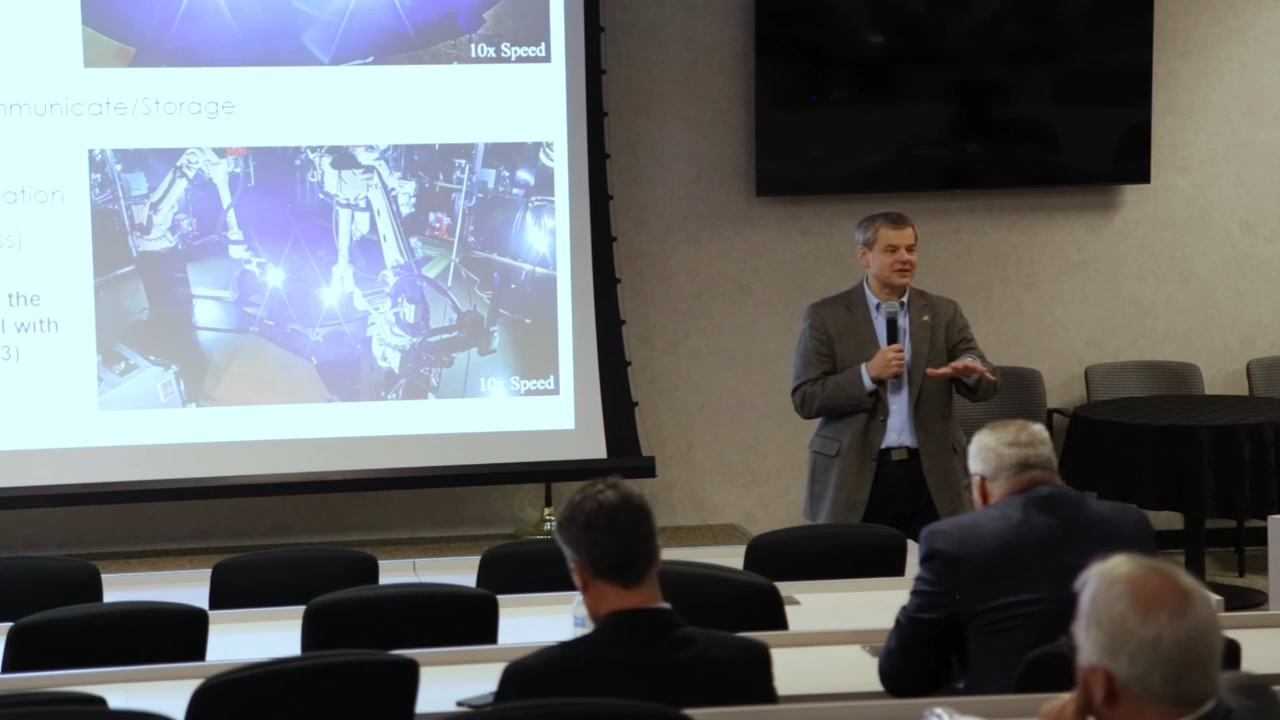 10x Speed
mmunicate/Storage
ation
ss)
the
l with
3)
10x Speed